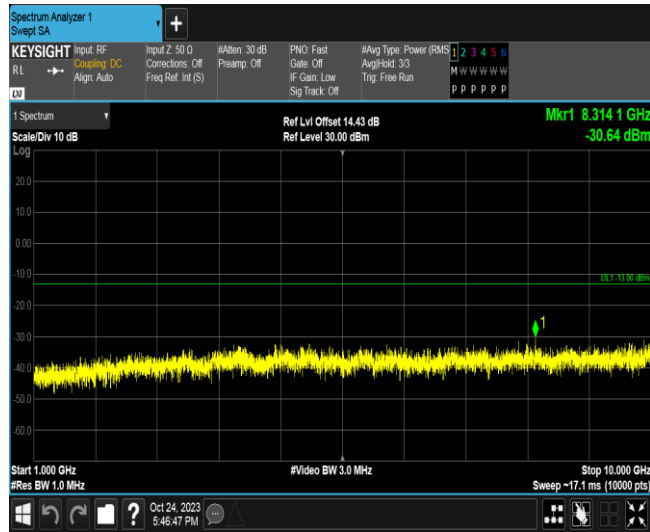 Spectrum Analyzer 1
Swept SA
+
KEYSIGHT
RL
LXI
Input: RF
Coupling: DC
Align: Auto
Input Z: 50 Ω
Corrections: Off
Freq Ref: Int (S)
#Atten: 30 dB
Preamp: Off
PNO: Fast
Gate: Off
IF Gain: Low
Sig Track: Off
#Avg Type: Power (RMS
Avg|Hold: 3/3
Trig: Free Run
1 2 3 4 5 6
M W W W W W
P P P P P P
1 Spectrum
Scale/Div 10 dB
Ref Lvl Offset 14.43 dB
Ref Level 30.00 dBm
Mkr1 8.314 1 GHz
-30.64 dBm
Log
20.0
10.0
0.00
-10.0
DL1 -13.00 dBm
-20.0
-30.0
1
-40.0
-50.0
-60.0
Start 1.000 GHz
#Res BW 1.0 MHz
#Video BW 3.0 MHz
Stop 10.000 GHz
Sweep ~17.1 ms (10000 pts)
?
Oct 24, 2023
5:46:47 PM